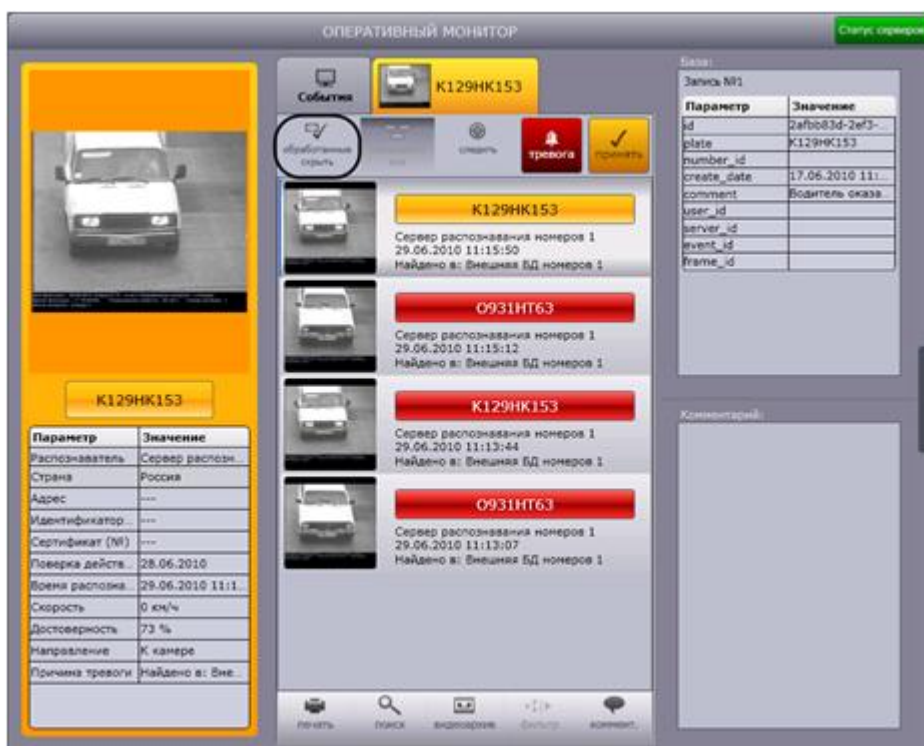 ОПЕРАТИВНЫЙ МОНИТОР
Статус серверов
К129НК153
Параметр Значение
Распознаватель Сервер распозн...
Страна Россия
Адрес ---
Идентификатор... ---
Сертификат (№) ---
Поверка действ... 28.06.2010
Время распозна... 29.06.2010 11:1...
Скорость 0 км/ч
Достоверность 73 %
Направление К камере
Причина тревоги Найдено в: Вне...
События
К129НК153
обработанные скрыть
следить
тревога
принять
К129НК153
Сервер распознавания номеров 1
29.06.2010 11:15:50
Найдено в: Внешняя БД номеров 1
О931НТ63
Сервер распознавания номеров 1
29.06.2010 11:15:12
Найдено в: Внешняя БД номеров 1
К129НК153
Сервер распознавания номеров 1
29.06.2010 11:13:44
Найдено в: Внешняя БД номеров 1
О931НТ63
Сервер распознавания номеров 1
29.06.2010 11:13:07
Найдено в: Внешняя БД номеров 1
печать поиск видеоархив фильтр коммент.
База:
Запись №1
Параметр Значение
id 2afbb83d-2ef3-...
plate К129НК153
number_id
create_date 17.06.2010 11:...
comment Водитель оказа...
user_id
server_id
event_id
frame_id
Комментарий: